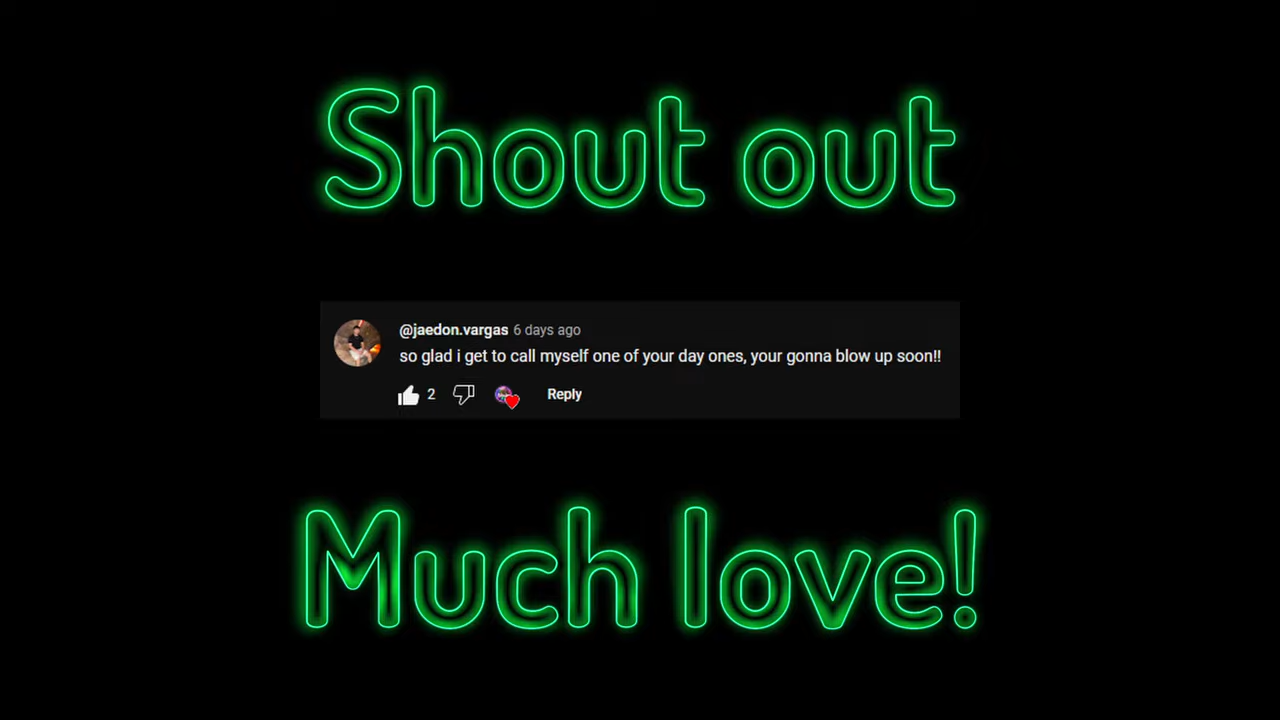 Shout out
@jaedon.vargas 6 days ago
so glad i get to call myself one of your day ones, your gonna blow up soon!!
2 Reply
Much love!